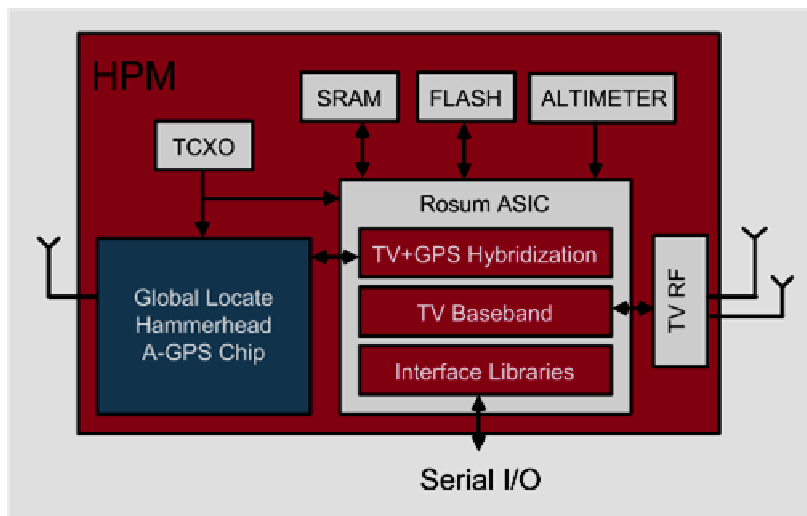 HPM
SRAM
FLASH
ALTIMETER
TCXO
Rosum ASIC
TV+GPS Hybridization
TV Baseband
Interface Libraries
Global Locate
Hammerhead
A-GPS Chip
TV RF
Serial I/O